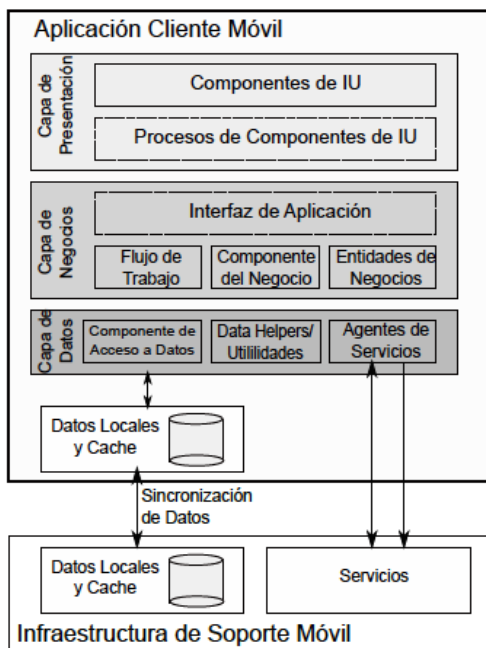 Aplicación Cliente Móvil
Capa de
Presentación
Componentes de IU
Procesos de Componentes de IU
Capa de
Negocios
Interfaz de Aplicación
Flujo de
Trabajo
Componente
del Negocio
Entidades de
Negocios
Capa de
Datos
Componente de
Acceso a Datos
Data Helpers/
Utililidades
Agentes de
Servicios
Datos Locales
y Cache
Sincronización
de Datos
Datos Locales
y Cache
Servicios
Infraestructura de Soporte Móvil